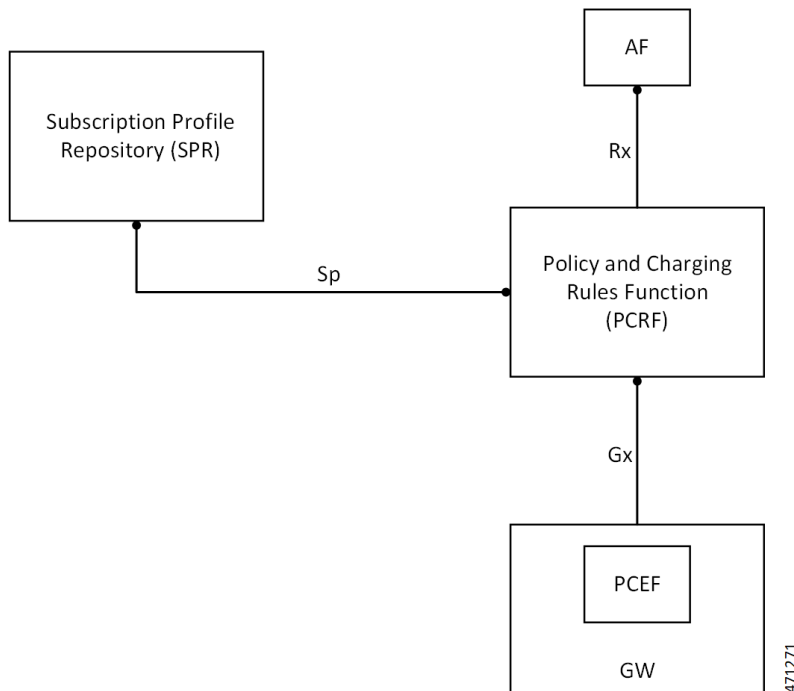 AF
Subscription Profile
Repository (SPR)
Rx
Sp
Policy and Charging
Rules Function
(PCRF)
Gx
PCEF
GW
471271